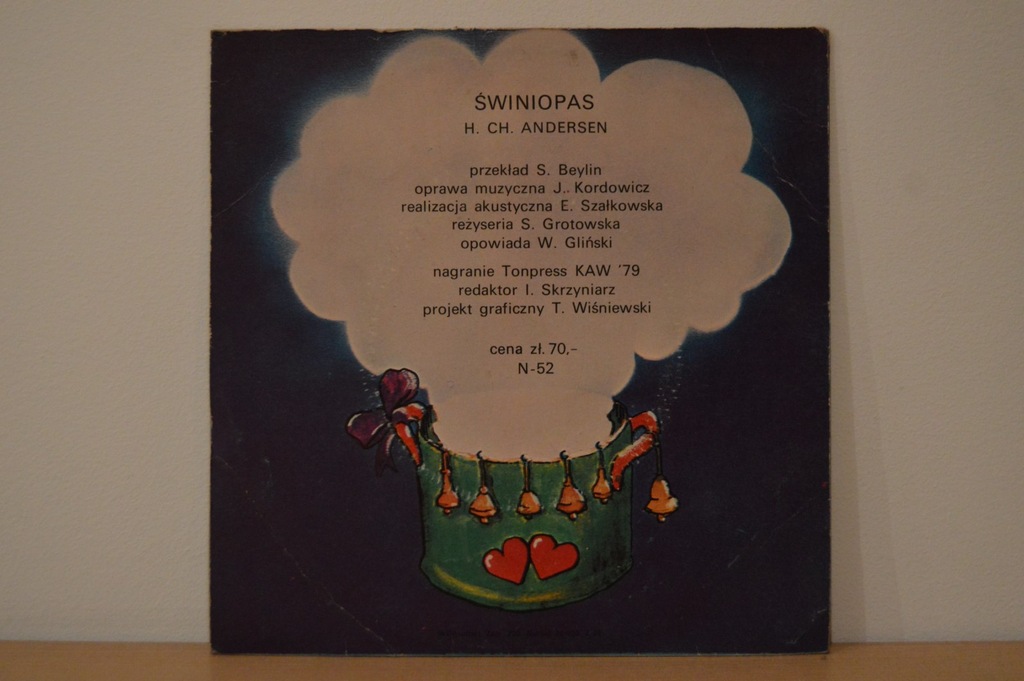 ŚWINIOPAS
H. CH. ANDERSEN
przekład S. Beylin
oprawa muzyczna J.. Kordowicz
realizacja akustyczna E. Szałkowska
reżyseria S. Grotowska
opowiada W. Gliński
nagranie Tonpress KAW '79
redaktor I. Skrzyniarz
projekt graficzny T. Wiśniewski
cena zł. 70,-
N-52